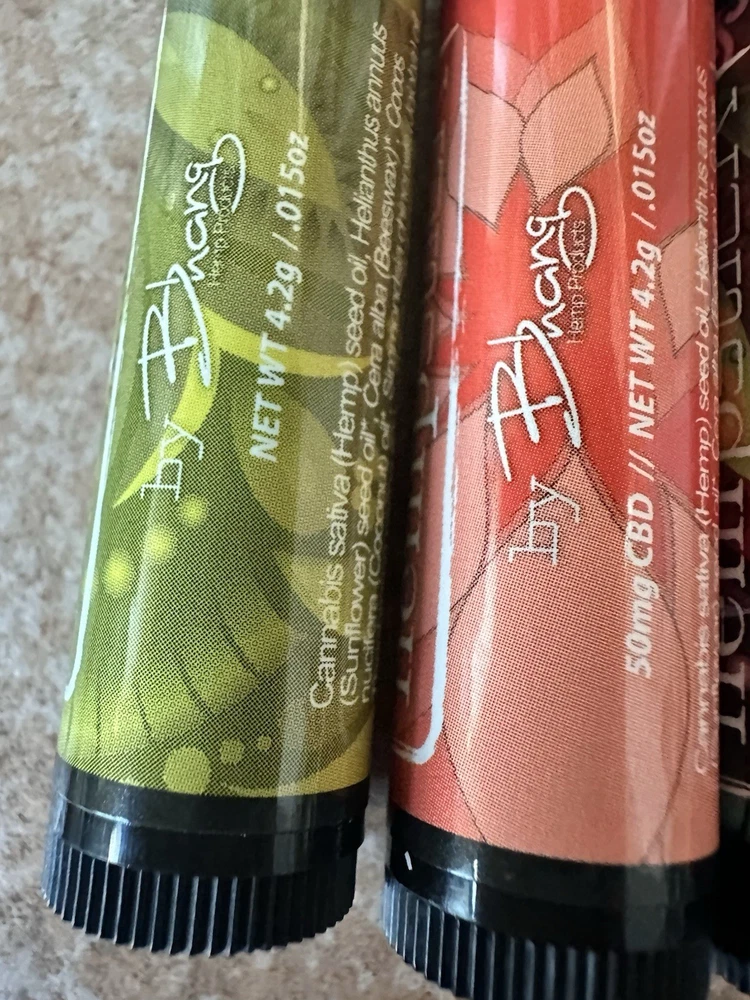 by Bhang
Hemp Products
NET WT 4.2g / .015oz
Cannabis sativa (Hemp) seed oil, Helianthus annuus
(Sunflower) seed oil*, Cera alba (Beeswax)*, Cocos
nucifera (Coconut) oil*,
by Bhang
Hemp Products
50mg CBD // NET WT 4.2g / .015oz
Cannabis sativa (Hemp) seed oil, Helianthus annuus